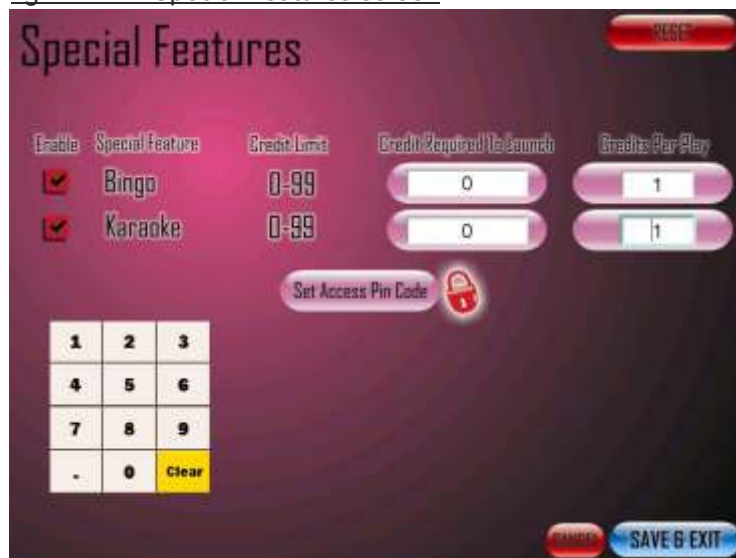 Special Features
RESET
Enable Special Feature Credit Limit Credit Required To Launch Credits Per Play
Bingo 0-99 0 1
Karaoke 0-99 0 1
Set Access Pin Code
1 2 3
4 5 6
7 8 9
. 0 Clear
CANCEL SAVE & EXIT